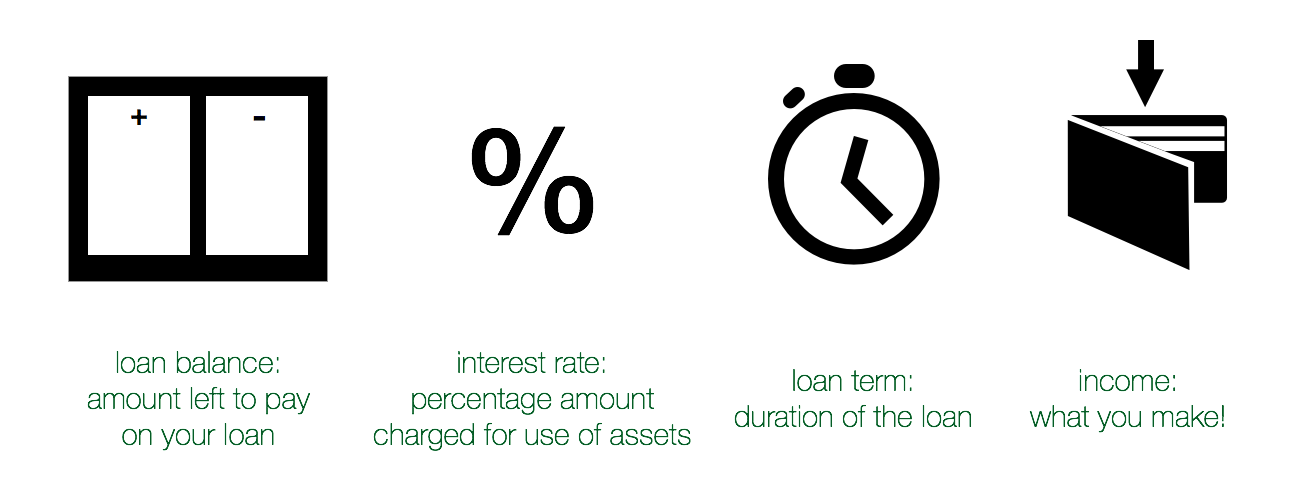 + -
%
loan balance:
amount left to pay
on your loan
interest rate:
percentage amount
charged for use of assets
loan term:
duration of the loan
income:
what you make!